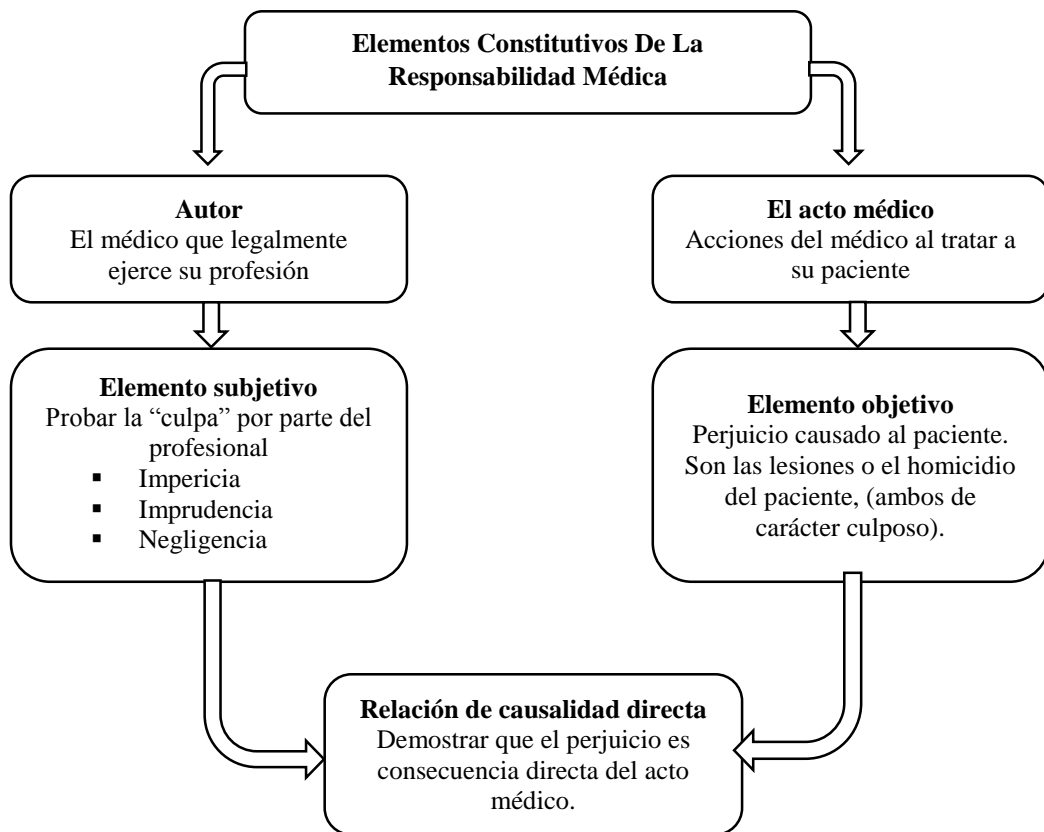 Elementos Constitutivos De La
Responsabilidad Médica
Autor
El médico que legalmente
ejerce su profesión
El acto médico
Acciones del médico al tratar a
su paciente
Elemento subjetivo
Probar la “culpa” por parte del
profesional
▪ Impericia
▪ Imprudencia
▪ Negligencia
Elemento objetivo
Perjuicio causado al paciente.
Son las lesiones o el homicidio
del paciente, (ambos de
carácter culposo).
Relación de causalidad directa
Demostrar que el perjuicio es
consecuencia directa del acto
médico.